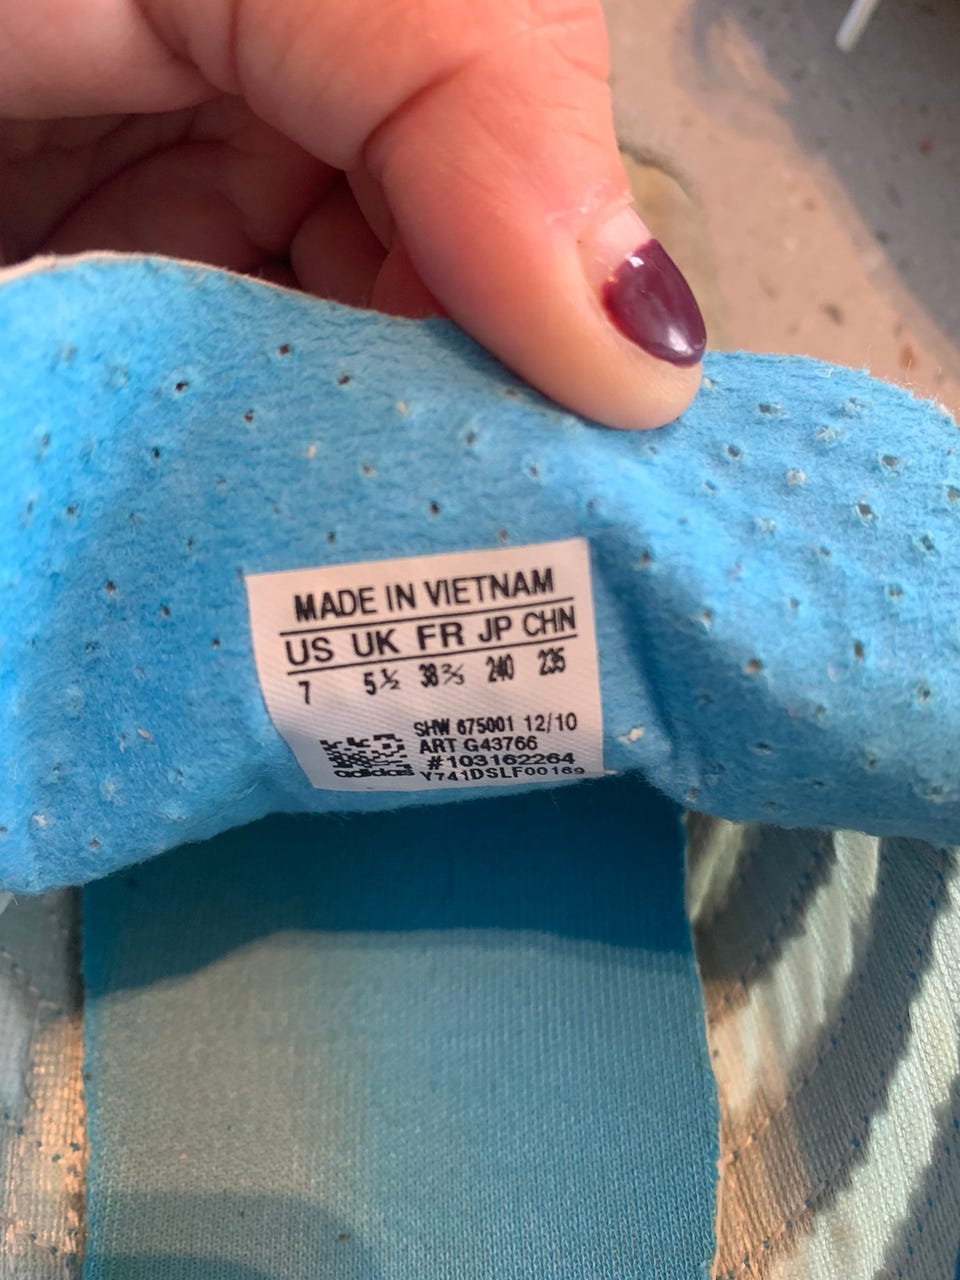 MADE IN VIETNAM
US UK FR JP CHN
7 5½ 38⅔ 240 235
SHW 675001 12/10
ART G43766
#103162264
Y741DSLF00169